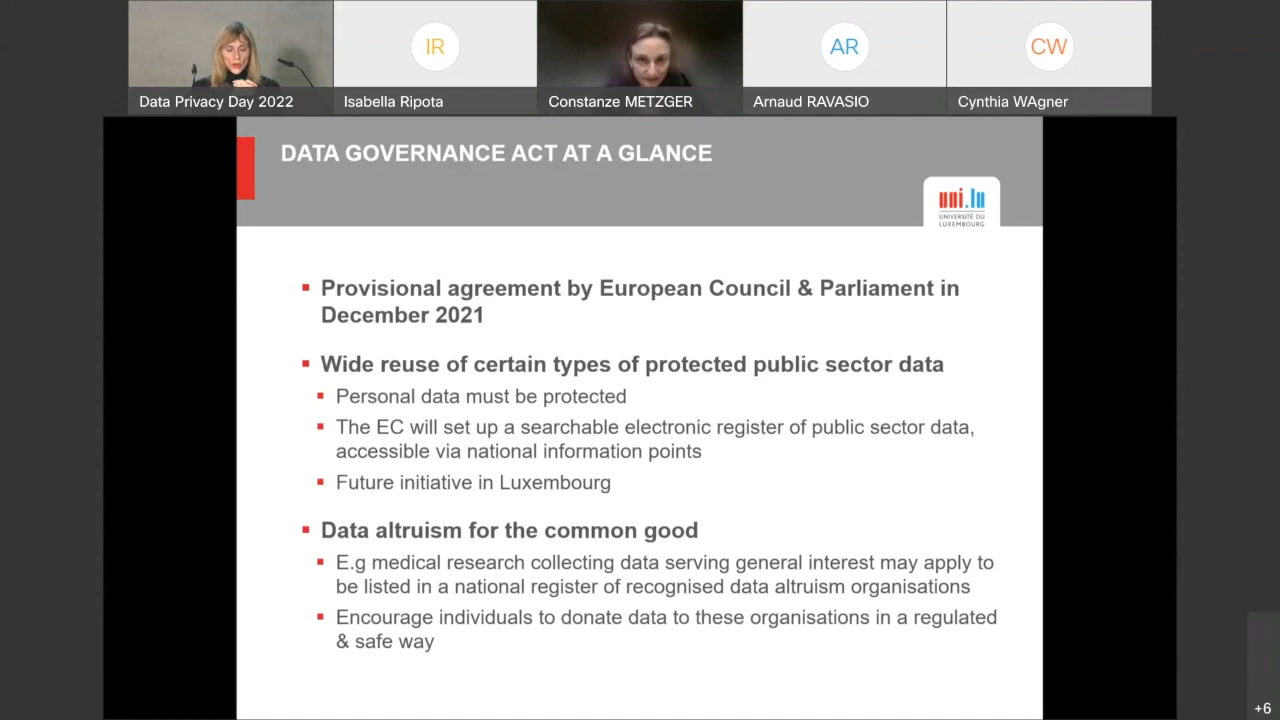 IR
AR
CW
Data Privacy Day 2022
Isabella Ripota
Constanze METZGER
Arnaud RAVASIO
Cynthia WAgner
DATA GOVERNANCE ACT AT A GLANCE
uni.lu
UNIVERSITÉ DU
LUXEMBOURG
Provisional agreement by European Council & Parliament in
December 2021
Wide reuse of certain types of protected public sector data
Personal data must be protected
The EC will set up a searchable electronic register of public sector data,
accessible via national information points
Future initiative in Luxembourg
Data altruism for the common good
E.g medical research collecting data serving general interest may apply to
be listed in a national register of recognised data altruism organisations
Encourage individuals to donate data to these organisations in a regulated
& safe way
+6